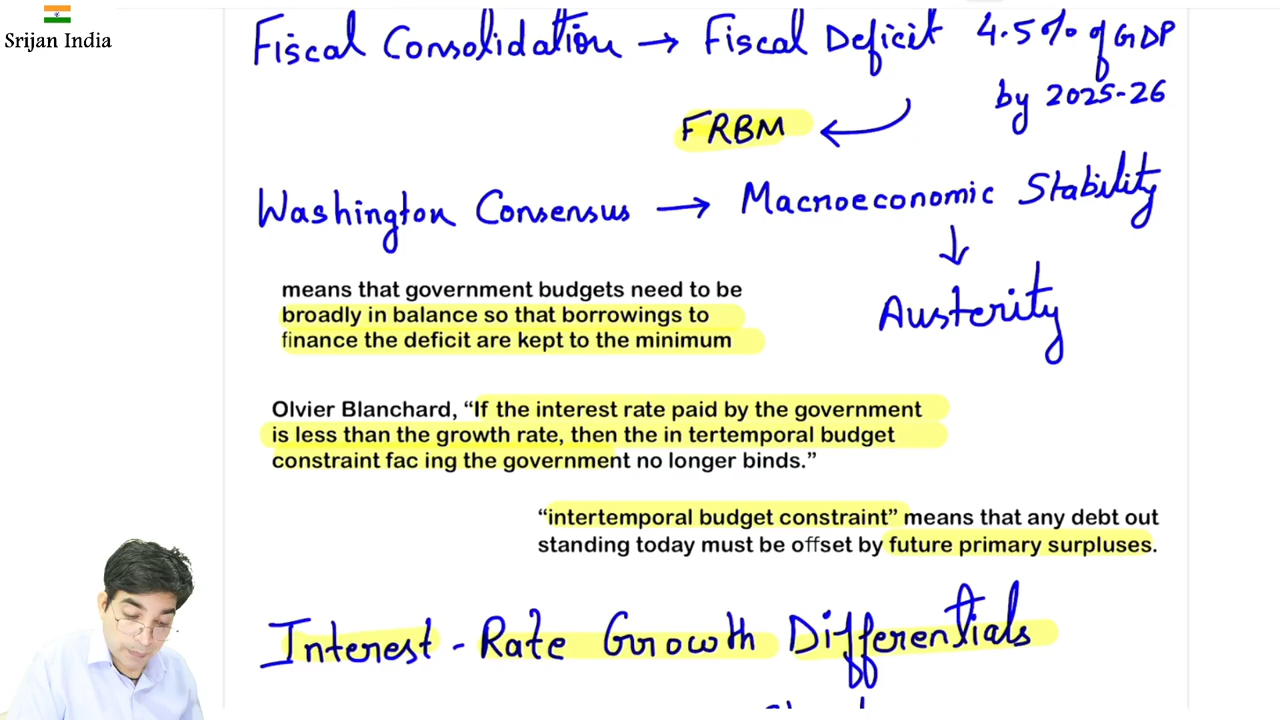 Srijan India
Fiscal Consolidation → Fiscal Deficit 4.5% of GDP
by 2025-26
FRBM
Washington Consensus → Macroeconomic Stability
Austerity
means that government budgets need to be
broadly in balance so that borrowings to
finance the deficit are kept to the minimum
Olvier Blanchard, “If the interest rate paid by the government
is less than the growth rate, then the in tertemporal budget
constraint fac ing the government no longer binds.”
“intertemporal budget constraint” means that any debt out
standing today must be offset by future primary surpluses.
Interest - Rate Growth Differentials